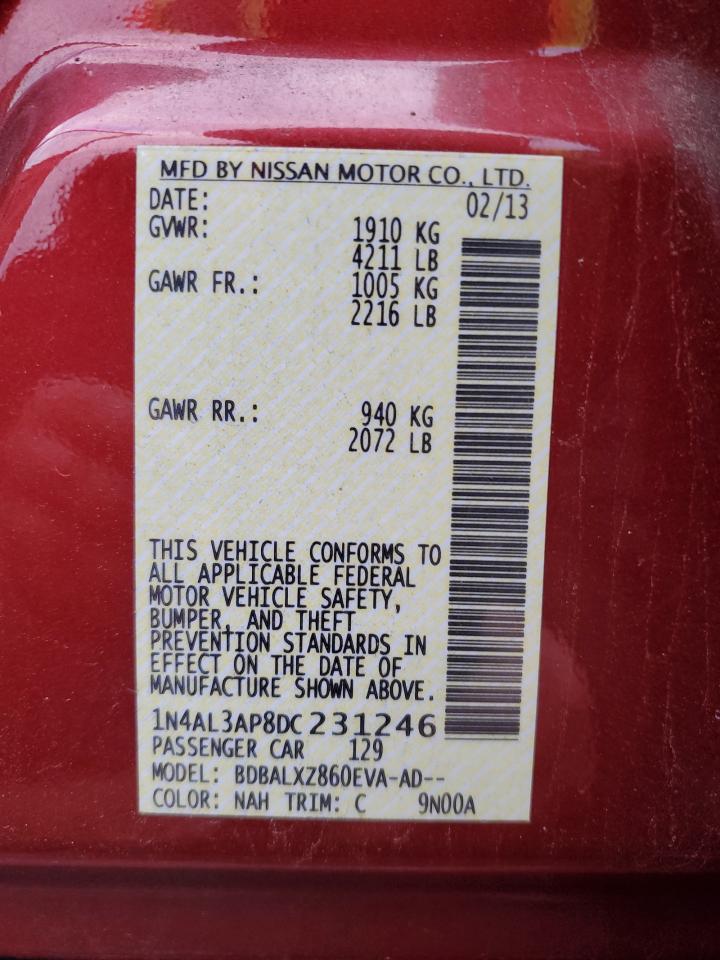 MFD BY NISSAN MOTOR CO., LTD.
DATE: 02/13
GVWR: 1910 KG
4211 LB
GAWR FR.: 1005 KG
2216 LB
GAWR RR.: 940 KG
2072 LB
THIS VEHICLE CONFORMS TO
ALL APPLICABLE FEDERAL
MOTOR VEHICLE SAFETY,
BUMPER, AND THEFT
PREVENTION STANDARDS IN
EFFECT ON THE DATE OF
MANUFACTURE SHOWN ABOVE.
1N4AL3AP8DC231246
PASSENGER CAR 129
MODEL: BDBALXZ860EVA-AD--
COLOR: NAH TRIM: C 9N00A